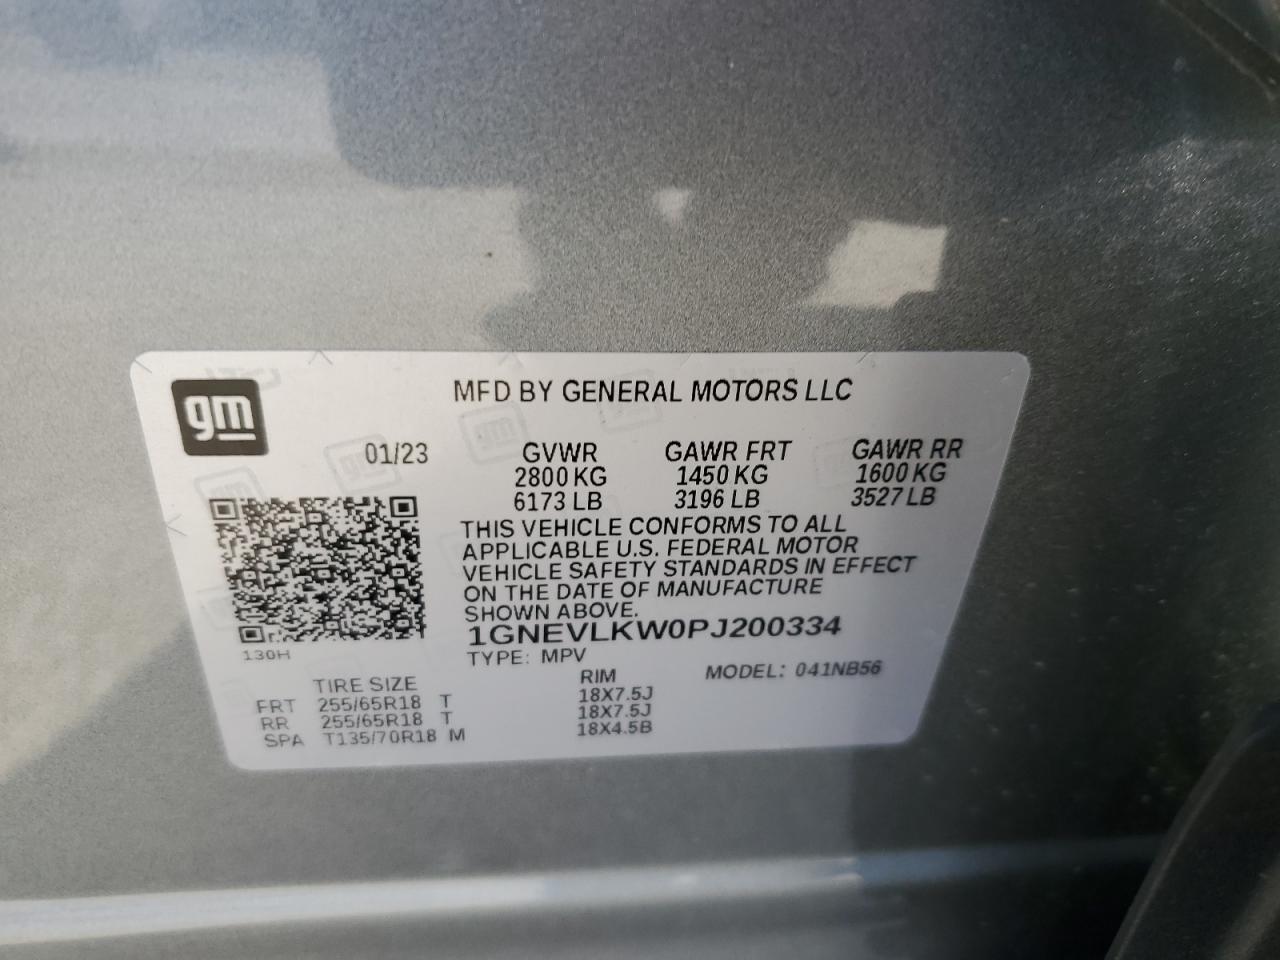 gm
MFD BY GENERAL MOTORS LLC
01/23 GVWR GAWR FRT GAWR RR
2800 KG 1450 KG 1600 KG
6173 LB 3196 LB 3527 LB
THIS VEHICLE CONFORMS TO ALL
APPLICABLE U.S. FEDERAL MOTOR
VEHICLE SAFETY STANDARDS IN EFFECT
ON THE DATE OF MANUFACTURE
SHOWN ABOVE.
1GNEVLKW0PJ200334
130H
TYPE: MPV MODEL: 041NB56
TIRE SIZE RIM
FRT 255/65R18 T 18X7.5J
RR 255/65R18 T 18X7.5J
SPA T135/70R18 M 18X4.5B